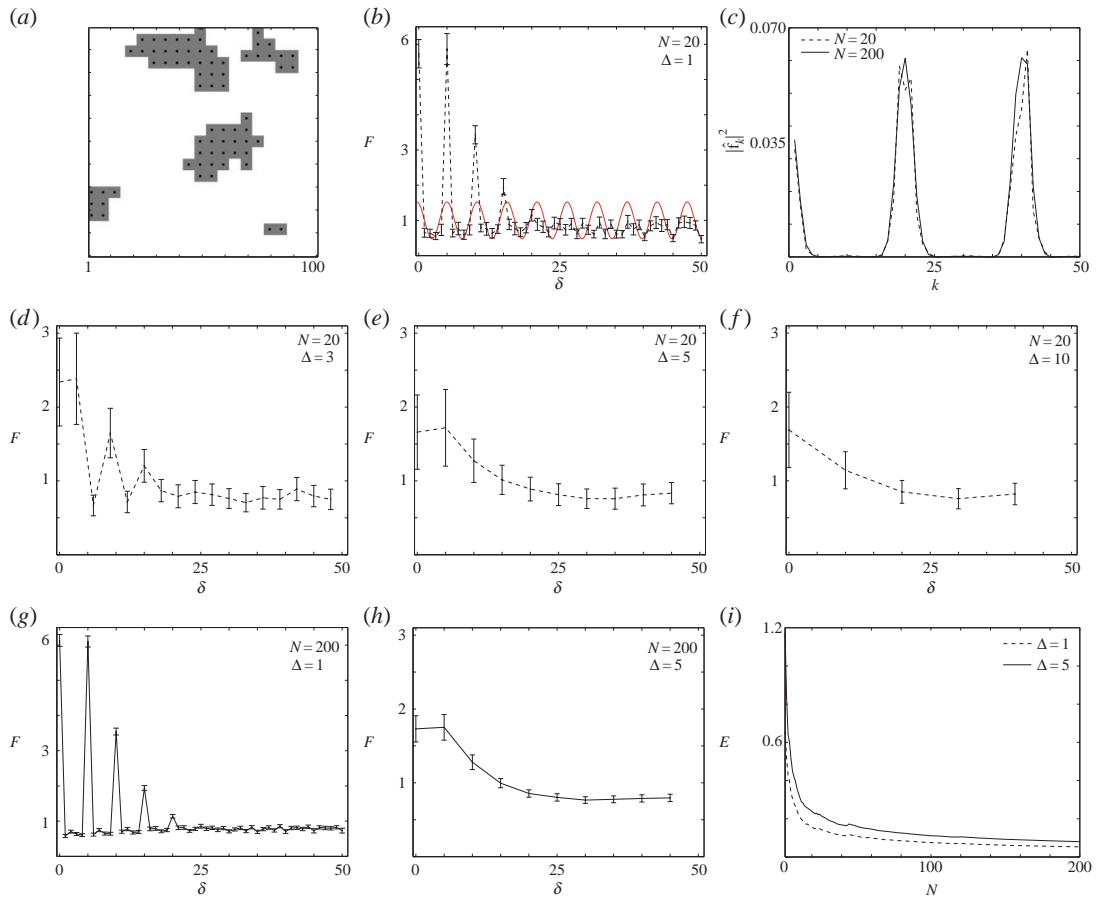 (a)
1
100
(b)
6
3
1
F
0
25
50
δ
N = 20
Δ = 1
(c)
0.070
0.035
|f̂k|²
0
25
50
k
N = 20
N = 200
(d)
3
2
1
F
0
25
50
δ
N = 20
Δ = 3
(e)
3
2
1
F
0
25
50
δ
N = 20
Δ = 5
(f)
3
2
1
F
0
25
50
δ
N = 20
Δ = 10
(g)
6
3
1
F
0
25
50
δ
N = 200
Δ = 1
(h)
3
2
1
F
0
25
50
δ
N = 200
Δ = 5
(i)
1.2
0.6
E
0
100
200
N
Δ = 1
Δ = 5